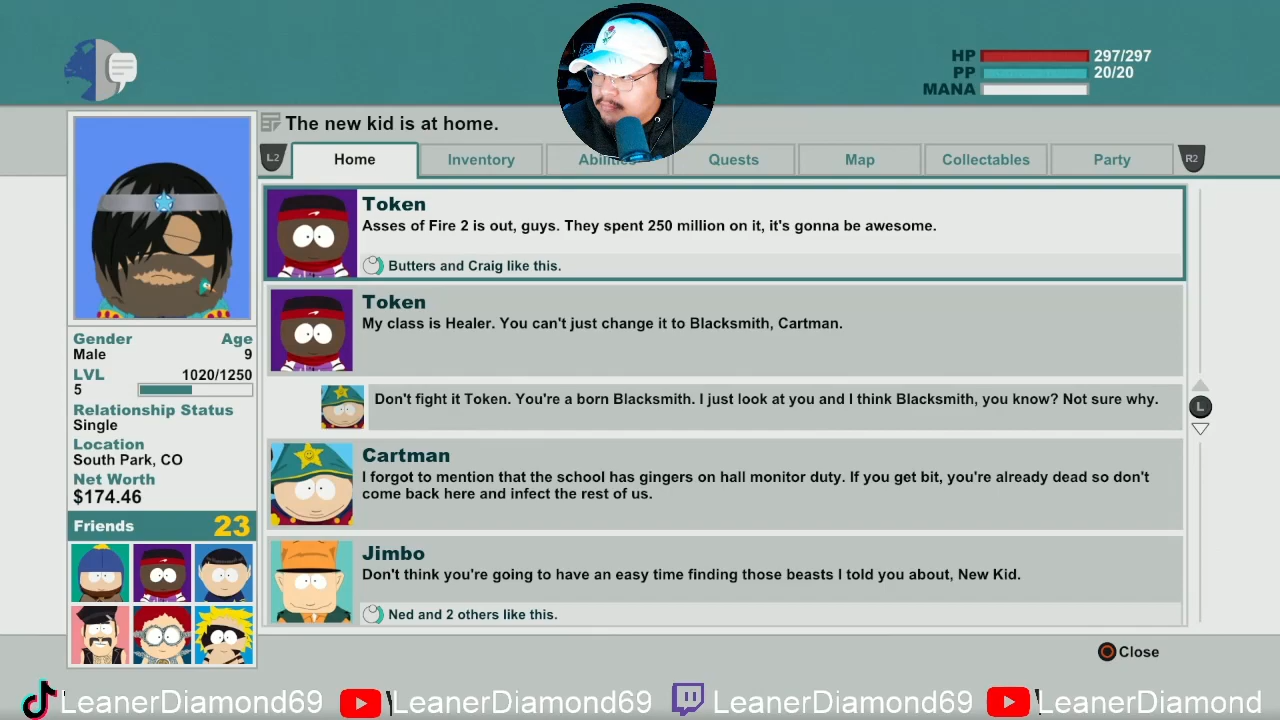 HP 297/297
PP 20/20
MANA
The new kid is at home.
L2 Home Inventory Abilities Quests Map Collectables Party R2
Gender Age
Male 9
LVL 1020/1250
5
Relationship Status
Single
Location
South Park, CO
Net Worth
$174.46
Friends 23
Token
Asses of Fire 2 is out, guys. They spent 250 million on it, it's gonna be awesome.
Butters and Craig like this.
Token
My class is Healer. You can't just change it to Blacksmith, Cartman.
Don't fight it Token. You're a born Blacksmith. I just look at you and I think Blacksmith, you know? Not sure why.
Cartman
I forgot to mention that the school has gingers on hall monitor duty. If you get bit, you're already dead so don't
come back here and infect the rest of us.
Jimbo
Don't think you're going to have an easy time finding those beasts I told you about, New Kid.
Ned and 2 others like this.
L
Close
LeanerDiamond69 \LeanerDiamond69 LeanerDiamond69 \LeanerDiamond